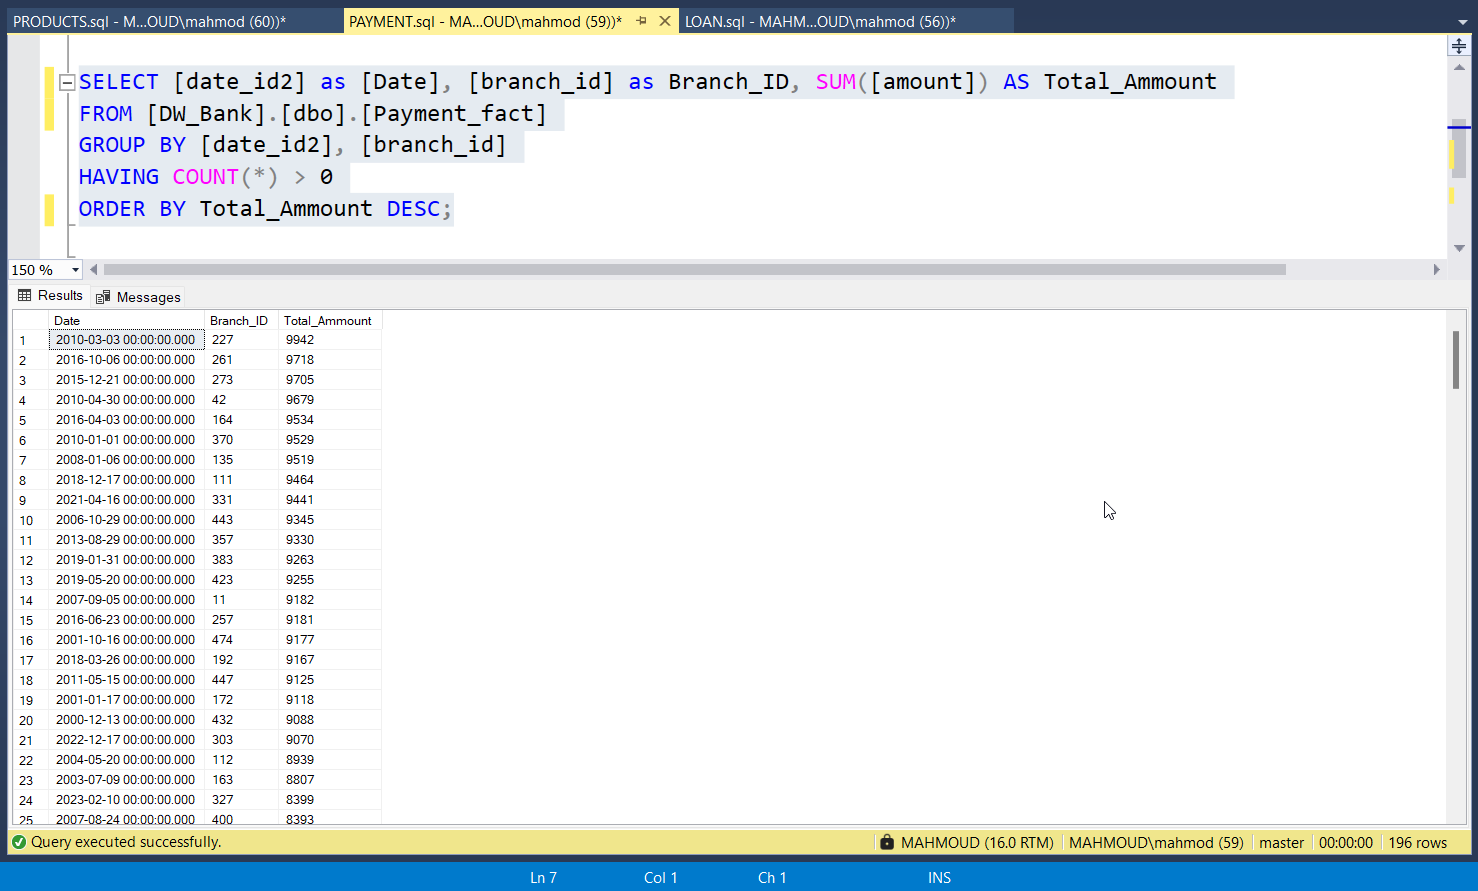 PRODUCTS.sql - M...OUD\mahmod (60))* PAYMENT.sql - MA...OUD\mahmod (59))* LOAN.sql - MAHM...OUD\mahmod (56))*
SELECT [date_id2] as [Date], [branch_id] as Branch_ID, SUM([amount]) AS Total_Ammount
FROM [DW_Bank].[dbo].[Payment_fact]
GROUP BY [date_id2], [branch_id]
HAVING COUNT(*) > 0
ORDER BY Total_Ammount DESC;
150 %
Results Messages
Date Branch_ID Total_Ammount
1 2010-03-03 00:00:00.000 227 9942
2 2016-10-06 00:00:00.000 261 9718
3 2015-12-21 00:00:00.000 273 9705
4 2010-04-30 00:00:00.000 42 9679
5 2016-04-03 00:00:00.000 164 9534
6 2010-01-01 00:00:00.000 370 9529
7 2008-01-06 00:00:00.000 135 9519
8 2018-12-17 00:00:00.000 111 9464
9 2021-04-16 00:00:00.000 331 9441
10 2006-10-29 00:00:00.000 443 9345
11 2013-08-29 00:00:00.000 357 9330
12 2019-01-31 00:00:00.000 383 9263
13 2019-05-20 00:00:00.000 423 9255
14 2007-09-05 00:00:00.000 11 9182
15 2016-06-23 00:00:00.000 257 9181
16 2001-10-16 00:00:00.000 474 9177
17 2018-03-26 00:00:00.000 192 9167
18 2011-05-15 00:00:00.000 447 9125
19 2001-01-17 00:00:00.000 172 9118
20 2000-12-13 00:00:00.000 432 9088
21 2022-12-17 00:00:00.000 303 9070
22 2004-05-20 00:00:00.000 112 8939
23 2003-07-09 00:00:00.000 163 8807
24 2023-02-10 00:00:00.000 327 8399
25 2007-08-24 00:00:00.000 400 8393
Query executed successfully. MAHMOUD (16.0 RTM) MAHMOUD\mahmod (59) master 00:00:00 196 rows
Ln 7 Col 1 Ch 1 INS